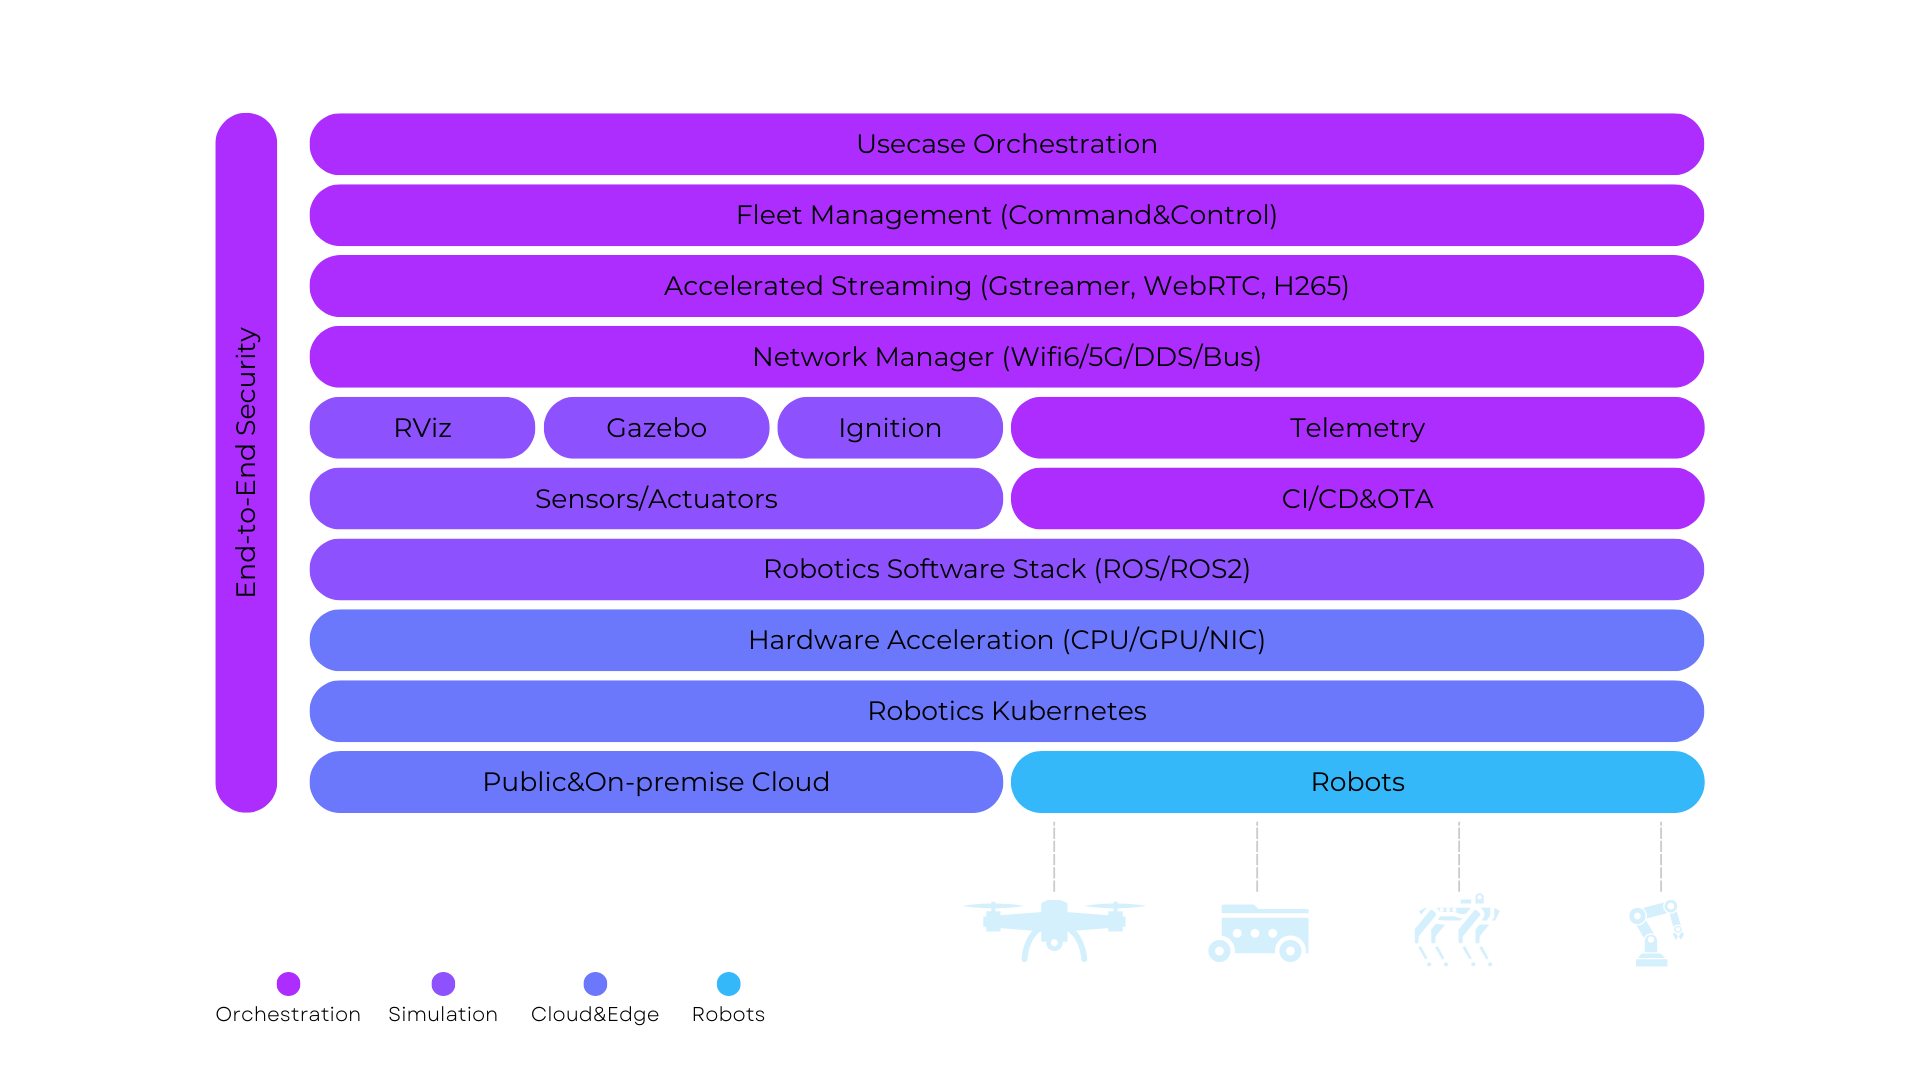 End-to-End Security
Usecase Orchestration
Fleet Management (Command&Control)
Accelerated Streaming (Gstreamer, WebRTC, H265)
Network Manager (Wifi6/5G/DDS/Bus)
RViz
Gazebo
Ignition
Telemetry
Sensors/Actuators
CI/CD&OTA
Robotics Software Stack (ROS/ROS2)
Hardware Acceleration (CPU/GPU/NIC)
Robotics Kubernetes
Public&On-premise Cloud
Robots
Orchestration
Simulation
Cloud&Edge
Robots